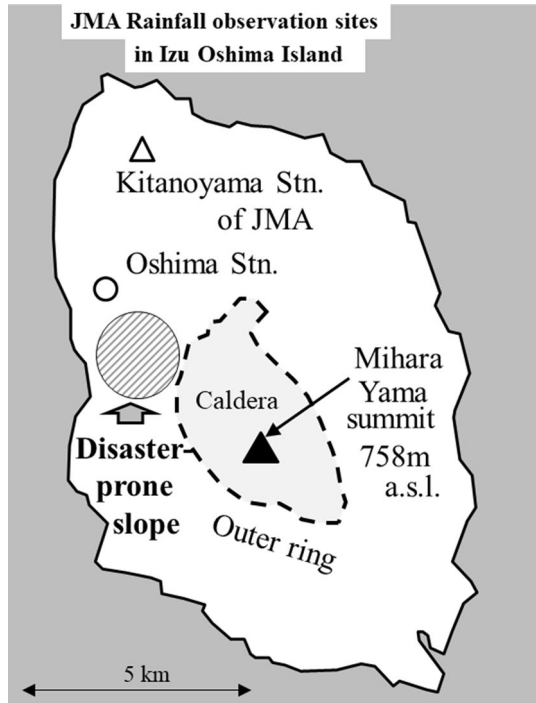 JMA Rainfall observation sites
in Izu Oshima Island
Kitanoyama Stn.
of JMA
Oshima Stn.
Mihara
Yama
summit
758m
a.s.l.
Caldera
Disaster-
prone
slope
Outer ring
5 km